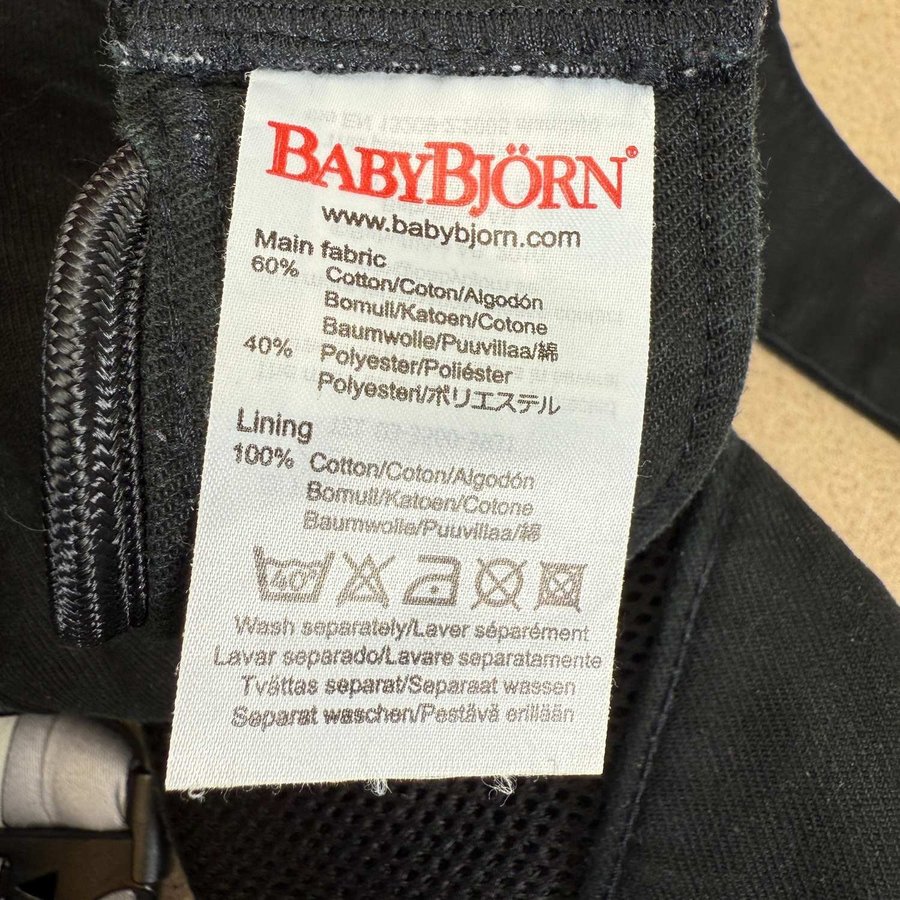 BABYBJÖRN®
www.babybjorn.com
Main fabric
60% Cotton/Coton/Algodón
Bomull/Katoen/Cotone
Baumwolle/Puuvillaa/綿
40% Polyester/Poliéster
Polyesteri/ポリエステル
Lining
100% Cotton/Coton/Algodón
Bomull/Katoen/Cotone
Baumwolle/Puuvillaa/綿
40°
Wash separately/Laver séparément
Lavar separado/Lavare separatamente
Tvättas separat/Separaat wassen
Separat waschen/Pestävä erillään